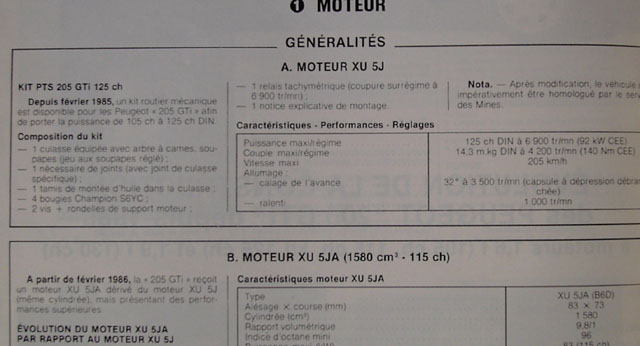 ❶ MOTEUR
GÉNÉRALITÉS
A. MOTEUR XU 5J
KIT PTS 205 GTi 125 ch
Depuis février 1985, un kit routier mécanique
est disponible pour les Peugeot « 205 GTi » afin
de porter la puissance de 105 ch à 125 ch DIN.
Composition du kit
— 1 culasse équipée avec arbre à cames, sou-
papes (jeu aux soupapes réglé) ;
— 1 nécessaire de joints (avec joint de culasse
spécifique) ;
— 1 tamis de montée d'huile dans la culasse ;
— 4 bougies Champion S6YC ;
— 2 vis + rondelles de support moteur ;
— 1 relais tachymétrique (coupure surrégime à
6 900 tr/mn) ;
— 1 notice explicative de montage.
Nota. — Après modification, le véhicule
impérativement être homologué par le
des Mines.
Caractéristiques - Performances - Réglages
Puissance maxi/régime 125 ch DIN à 6 900 tr/mn (92 kW CEE)
Couple maxi/régime 14,3 m.kg DIN à 4 200 tr/mn (140 Nm CEE)
Vitesse maxi 205 km/h
Allumage :
— calage de l'avance 32° à 3 500 tr/mn (capsule à dépression débran-
chée)
— ralenti 1 000 tr/mn
B. MOTEUR XU 5JA (1580 cm³ - 115 ch)
A partir de février 1986, la « 205 GTi » reçoit
un moteur XU 5JA dérivé du moteur XU 5J
(même cylindrée), mais présentant des perfor-
mances supérieures
ÉVOLUTION DU MOTEUR XU 5JA
PAR RAPPORT AU MOTEUR XU 5J
Caractéristiques moteur XU 5JA
Type XU 5JA (B6D)
Alésage × course (mm) 83 × 73
Cylindrée (cm³) 1 580
Rapport volumétrique 9,8/1
Indice d'octane mini 96